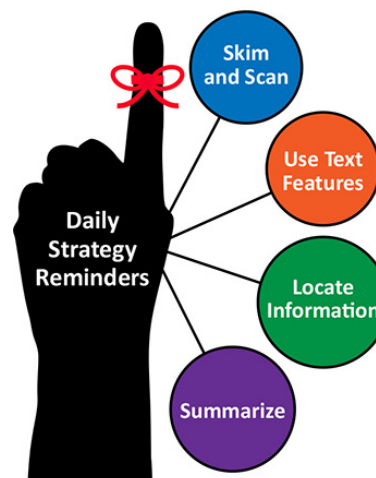 Skim
and Scan
Use Text
Features
Daily
Strategy
Reminders
Locate
Information
Summarize